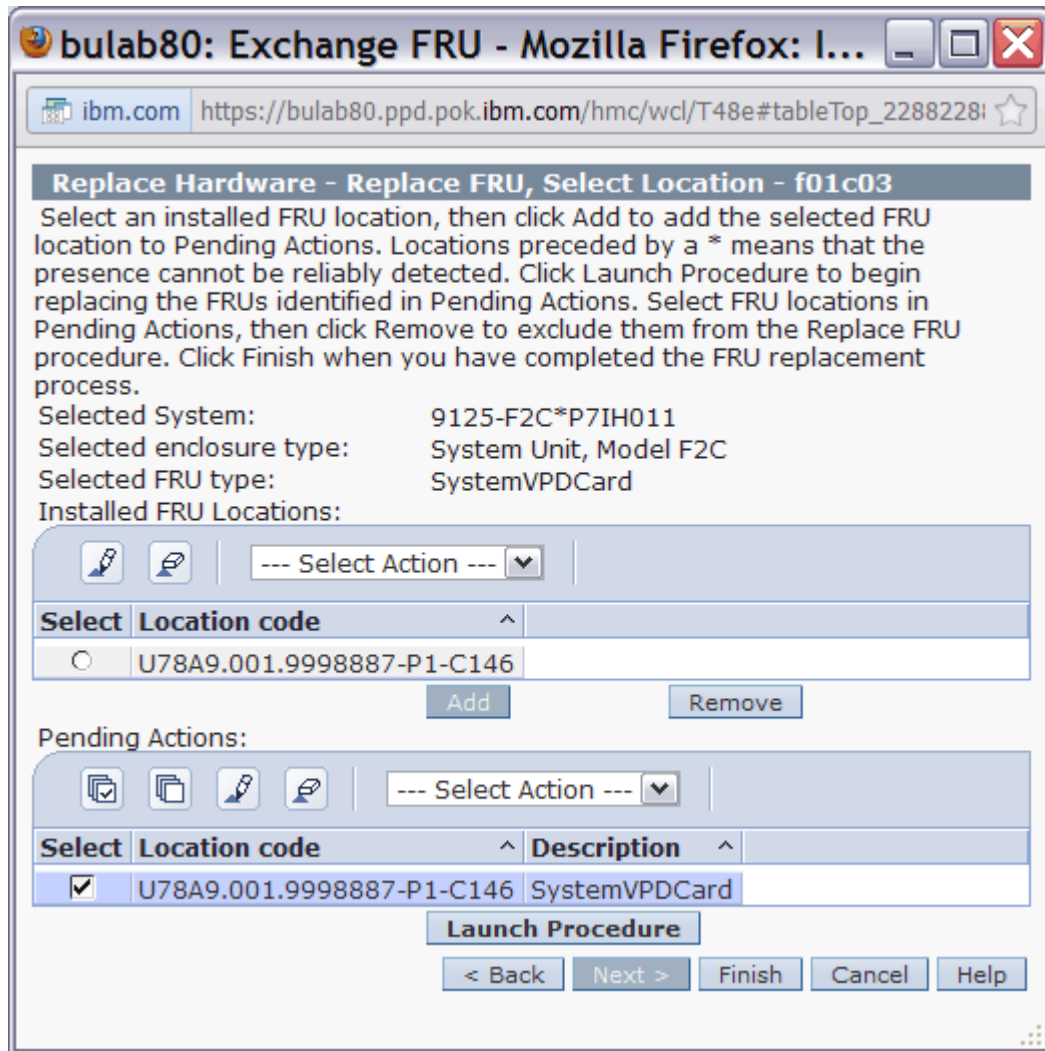 bulab80: Exchange FRU - Mozilla Firefox: I...
ibm.com https://bulab80.ppd.pok.ibm.com/hmc/wcl/T48e#tableTop_2288228
Replace Hardware - Replace FRU, Select Location - f01c03
Select an installed FRU location, then click Add to add the selected FRU
location to Pending Actions. Locations preceded by a * means that the
presence cannot be reliably detected. Click Launch Procedure to begin
replacing the FRUs identified in Pending Actions. Select FRU locations in
Pending Actions, then click Remove to exclude them from the Replace FRU
procedure. Click Finish when you have completed the FRU replacement
process.
Selected System: 9125-F2C*P7IH011
Selected enclosure type: System Unit, Model F2C
Selected FRU type: SystemVPDCard
Installed FRU Locations:
--- Select Action ---
Select Location code ^
U78A9.001.9998887-P1-C146
Add Remove
Pending Actions:
--- Select Action ---
Select Location code ^ Description ^
U78A9.001.9998887-P1-C146 SystemVPDCard
Launch Procedure
< Back Next > Finish Cancel Help